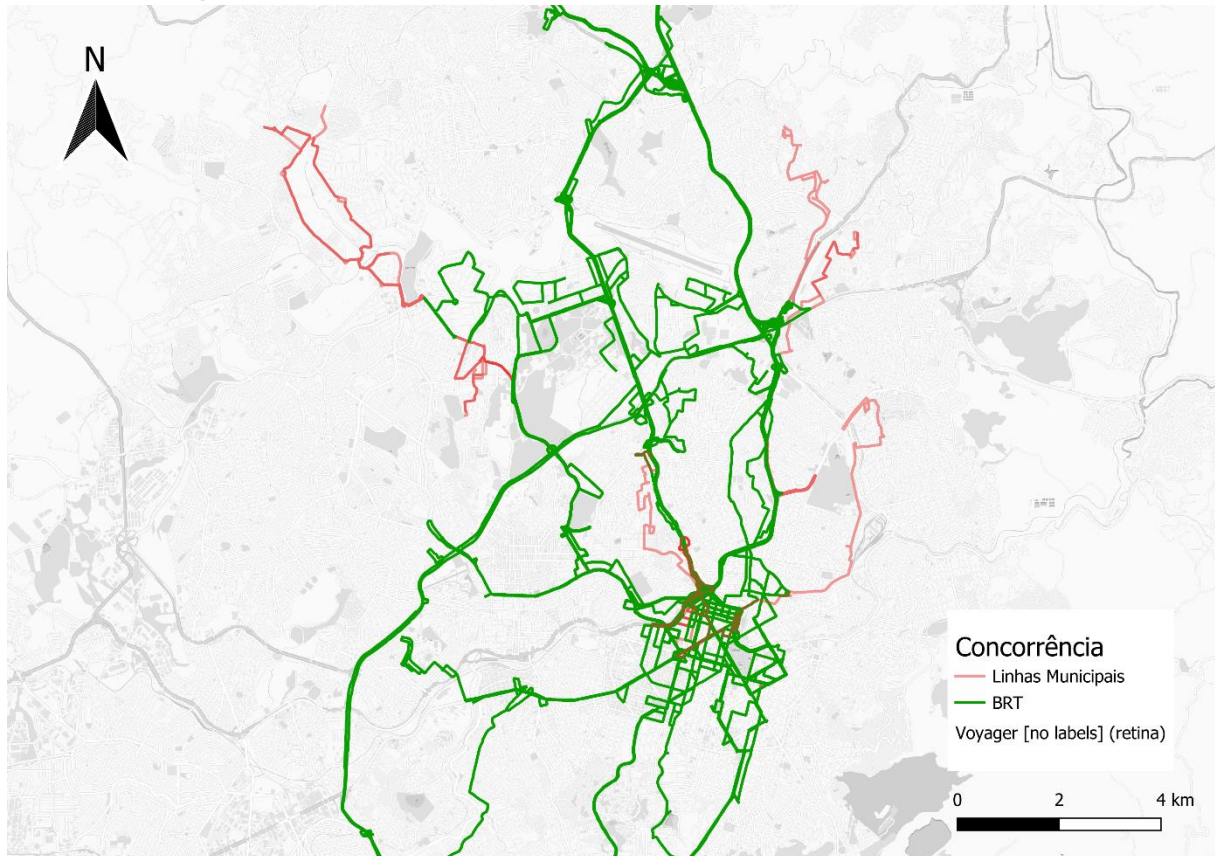 N
Concorrência
Linhas Municipais
BRT
Voyager [no labels] (retina)
0 2 4 km